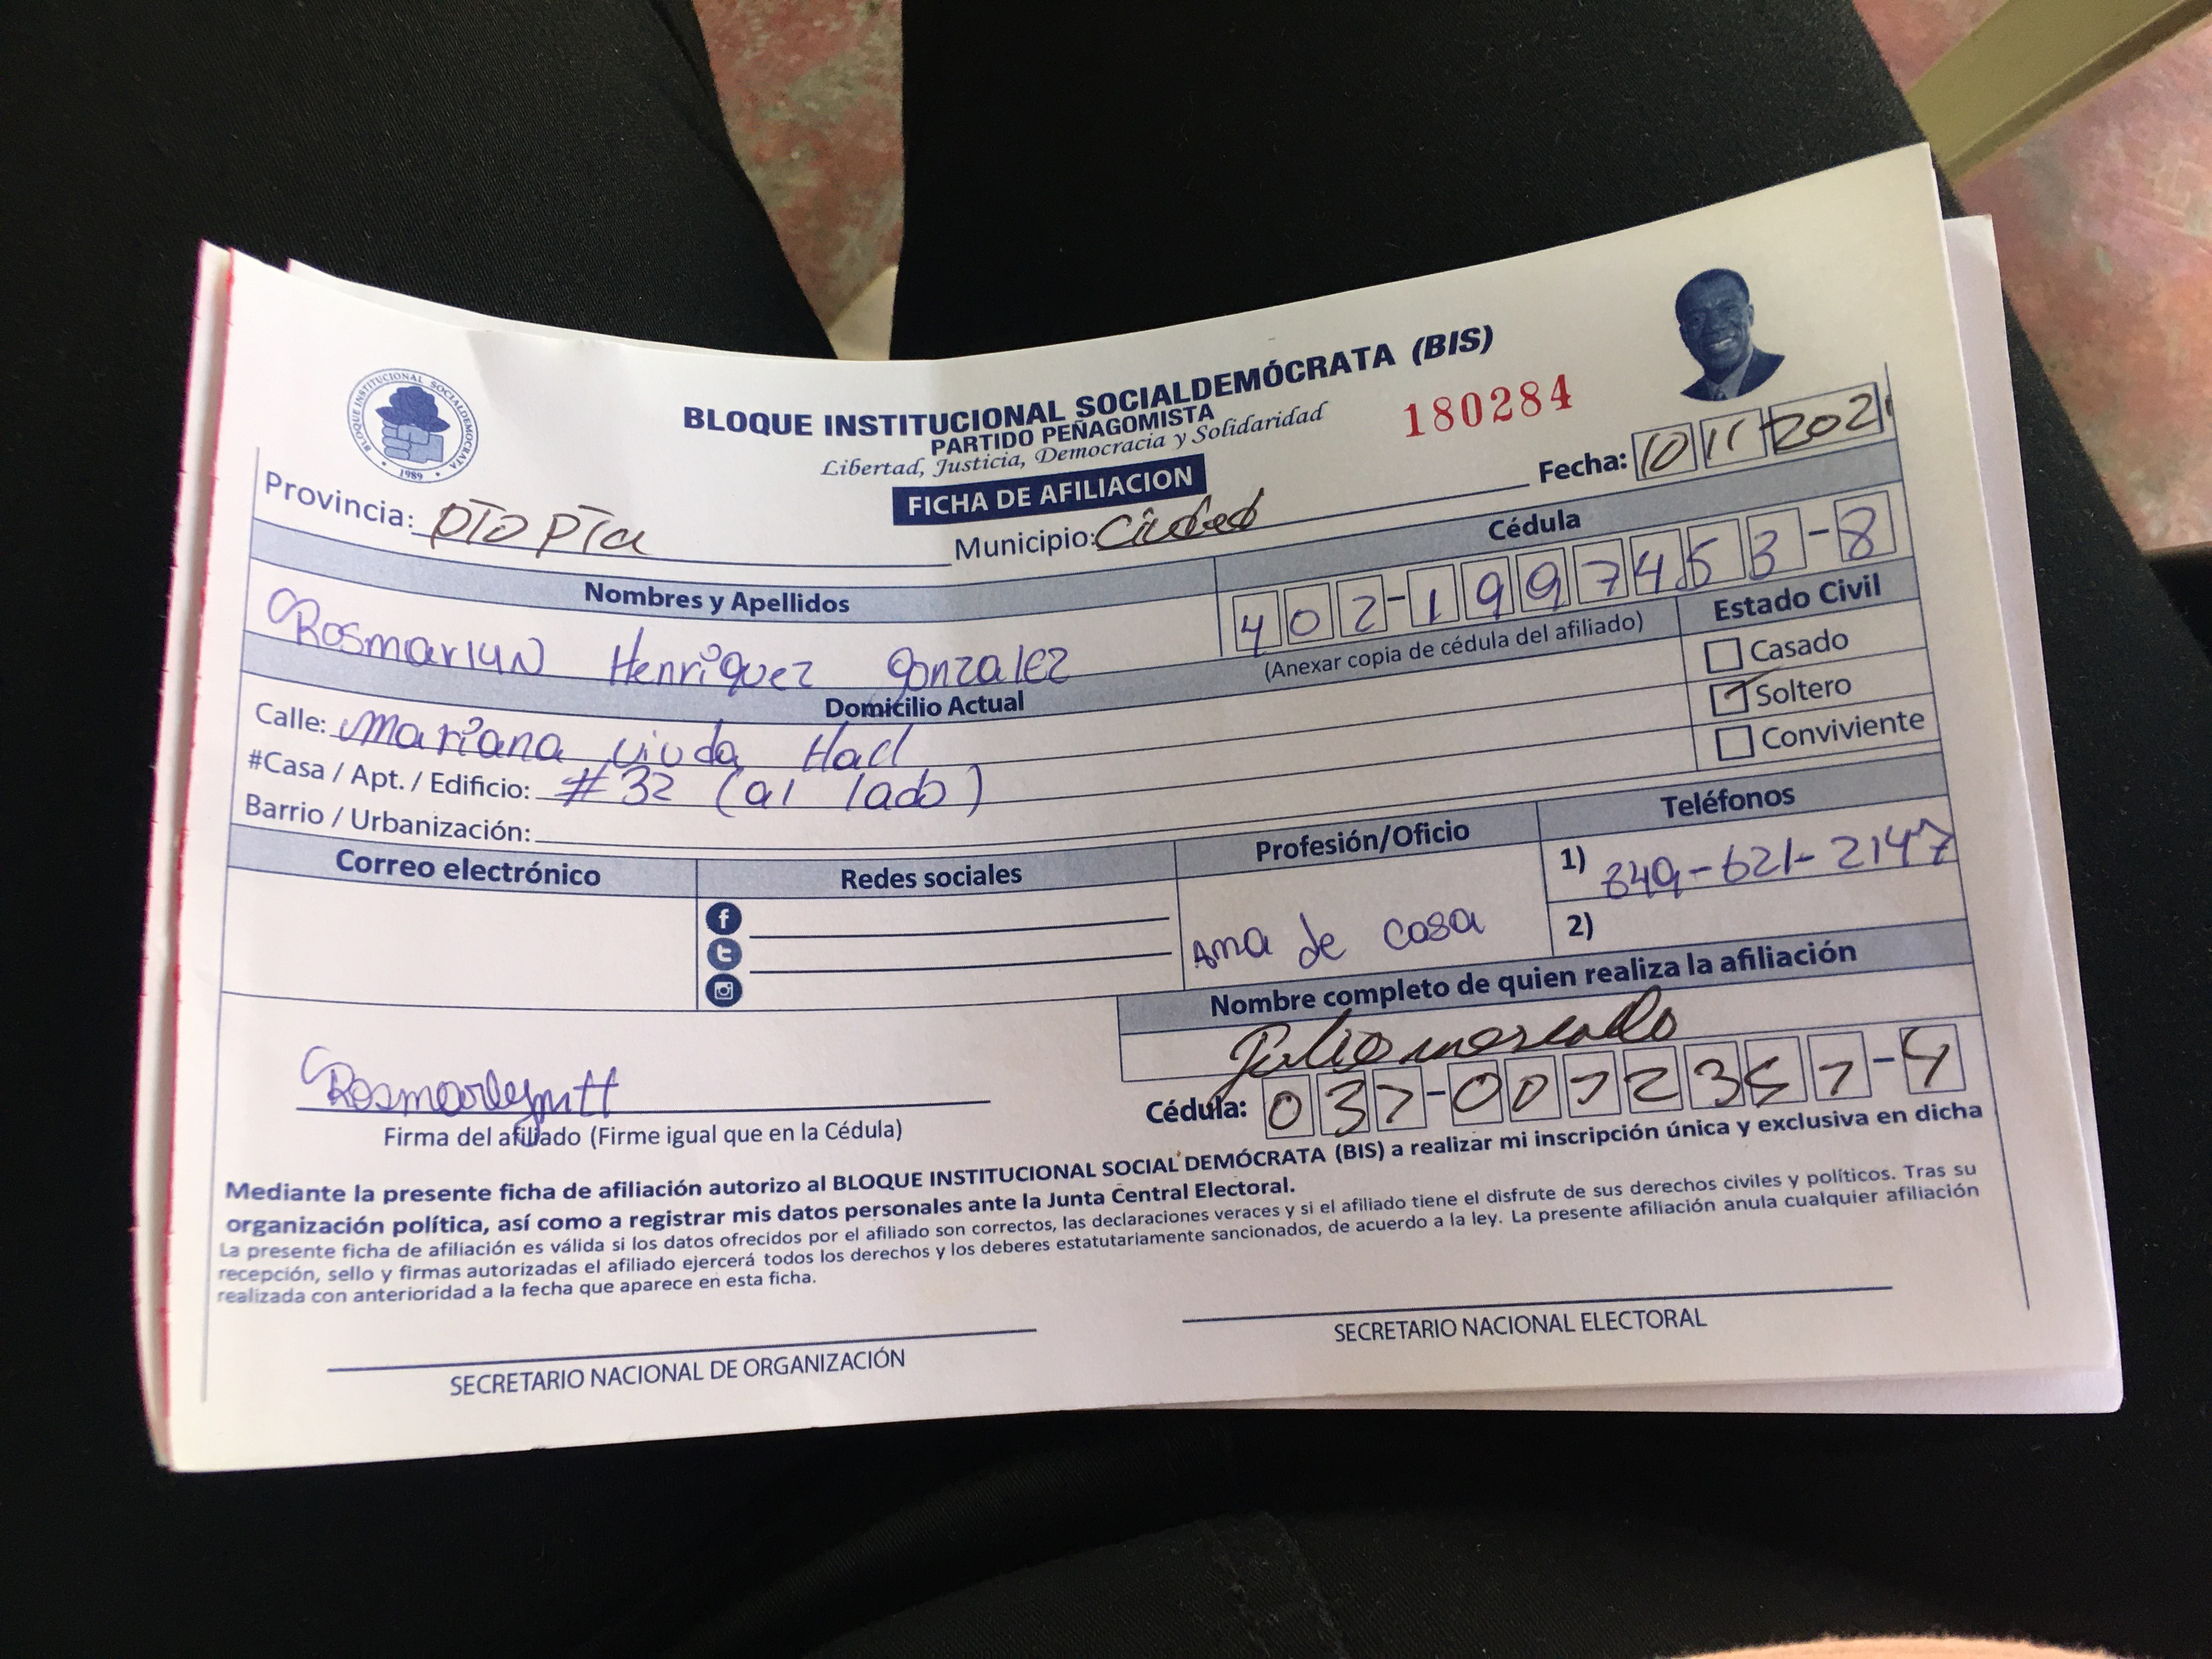 BLOQUE INSTITUCIONAL SOCIALDEMOCRATA
1989
BLOQUE INSTITUCIONAL SOCIALDEMÓCRATA (BIS)
PARTIDO PEÑAGOMISTA
Libertad, Justicia, Democracia y Solidaridad
180284
FICHA DE AFILIACION
Fecha: 10 11 2021
Provincia: PTO PTA
Municipio: Ciudad
Nombres y Apellidos
Cédula
Rosmariun Henriquez gonzalez
402-1997453-8
(Anexar copia de cédula del afiliado)
Estado Civil
Casado
Soltero
Conviviente
Domicilio Actual
Calle: Mariana viuda Hall
#Casa / Apt. / Edificio: #32 (al lado)
Barrio / Urbanización:
Correo electrónico
Redes sociales
Profesión/Oficio
Teléfonos
Ama de casa
1) 849-621-2147
2)
Nombre completo de quien realiza la afiliación
Julio mercado
Cédula: 037-0072357-4
Firma del afiliado (Firme igual que en la Cédula)
Mediante la presente ficha de afiliación autorizo al BLOQUE INSTITUCIONAL SOCIAL DEMÓCRATA (BIS) a realizar mi inscripción única y exclusiva en dicha
organización política, así como a registrar mis datos personales ante la Junta Central Electoral.
La presente ficha de afiliación es válida si los datos ofrecidos por el afiliado son correctos, las declaraciones veraces y si el afiliado tiene el disfrute de sus derechos civiles y políticos. Tras su
recepción, sello y firmas autorizadas el afiliado ejercerá todos los derechos y los deberes estatutariamente sancionados, de acuerdo a la ley. La presente afiliación anula cualquier afiliación
realizada con anterioridad a la fecha que aparece en esta ficha.
SECRETARIO NACIONAL DE ORGANIZACIÓN
SECRETARIO NACIONAL ELECTORAL